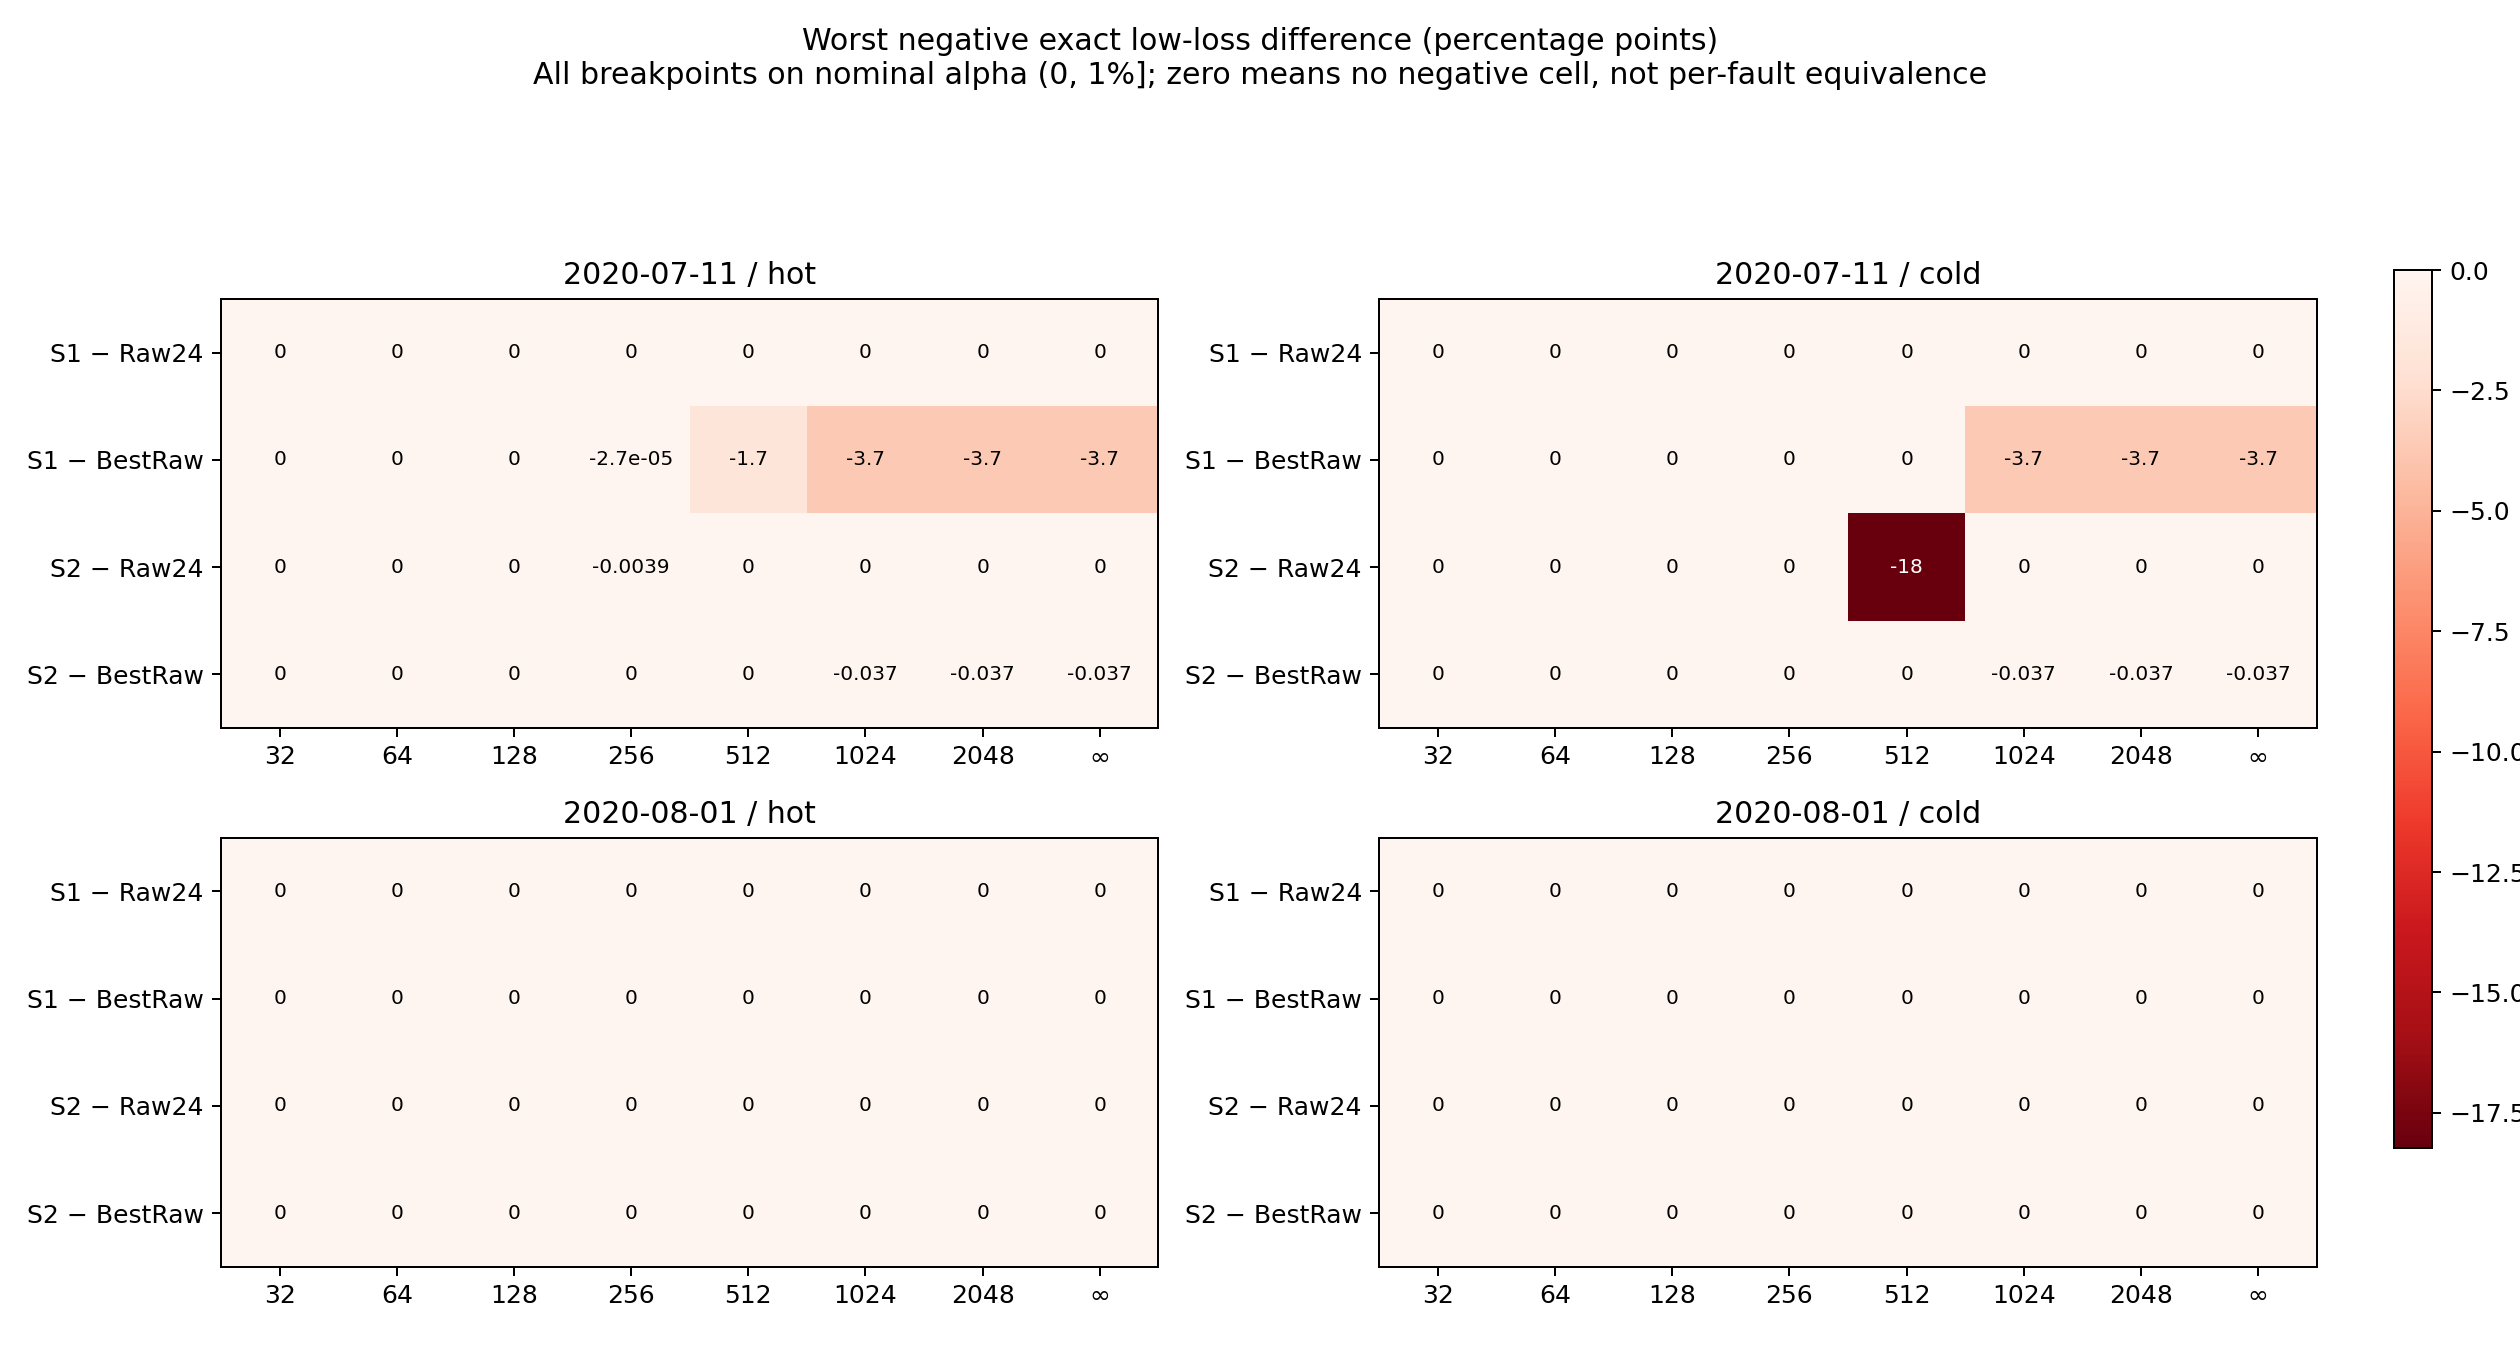 Worst negative exact low-loss difference (percentage points)
All breakpoints on nominal alpha (0, 1%]; zero means no negative cell, not per-fault equivalence
2020-07-11 / hot
S1 − Raw24 0 0 0 0 0 0 0 0
S1 − BestRaw 0 0 0 -2.7e-05 -1.7 -3.7 -3.7 -3.7
S2 − Raw24 0 0 0 -0.0039 0 0 0 0
S2 − BestRaw 0 0 0 0 0 -0.037 -0.037 -0.037
32 64 128 256 512 1024 2048 ∞
2020-07-11 / cold
S1 − Raw24 0 0 0 0 0 0 0 0
S1 − BestRaw 0 0 0 0 0 -3.7 -3.7 -3.7
S2 − Raw24 0 0 0 0 -18 0 0 0
S2 − BestRaw 0 0 0 0 0 -0.037 -0.037 -0.037
32 64 128 256 512 1024 2048 ∞
2020-08-01 / hot
S1 − Raw24 0 0 0 0 0 0 0 0
S1 − BestRaw 0 0 0 0 0 0 0 0
S2 − Raw24 0 0 0 0 0 0 0 0
S2 − BestRaw 0 0 0 0 0 0 0 0
32 64 128 256 512 1024 2048 ∞
2020-08-01 / cold
S1 − Raw24 0 0 0 0 0 0 0 0
S1 − BestRaw 0 0 0 0 0 0 0 0
S2 − Raw24 0 0 0 0 0 0 0 0
S2 − BestRaw 0 0 0 0 0 0 0 0
32 64 128 256 512 1024 2048 ∞
0.0
−2.5
−5.0
−7.5
−10.0
−12.5
−15.0
−17.5